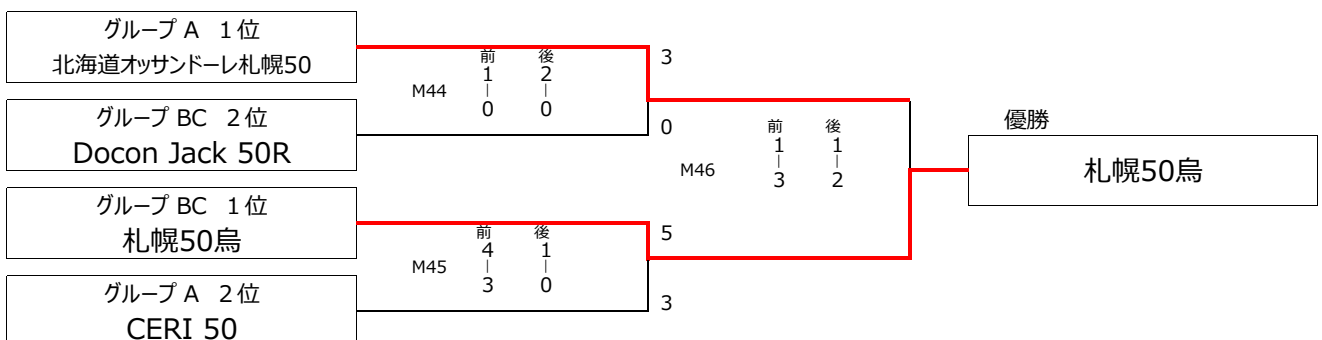 グループ A 1位
北海道オッサンドーレ札幌50
グループ BC 2位
Docon Jack 50R
グループ BC 1位
札幌50烏
グループ A 2位
CERI 50
M44
前
1
|
0
後
2
|
0
3
0
M45
前
4
|
3
後
1
|
0
5
3
M46
前
1
|
3
後
1
|
2
優勝
札幌50烏